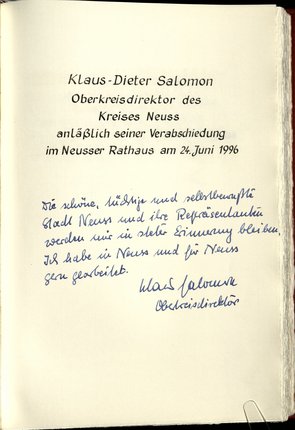 Klaus-Dieter Salomon
Oberkreisdirektor des
Kreises Neuss
anläßlich seiner Verabschiedung
im Neusser Rathaus am 24. Juni 1996
Die schöne, tüchtige und selbstbewußte
Stadt Neuss und ihre Repräsentanten
werden mir in steter Erinnerung bleiben.
Ich habe in Neuss und für Neuss
gern gearbeitet.
Klaus Salomon
Oberkreisdirektor